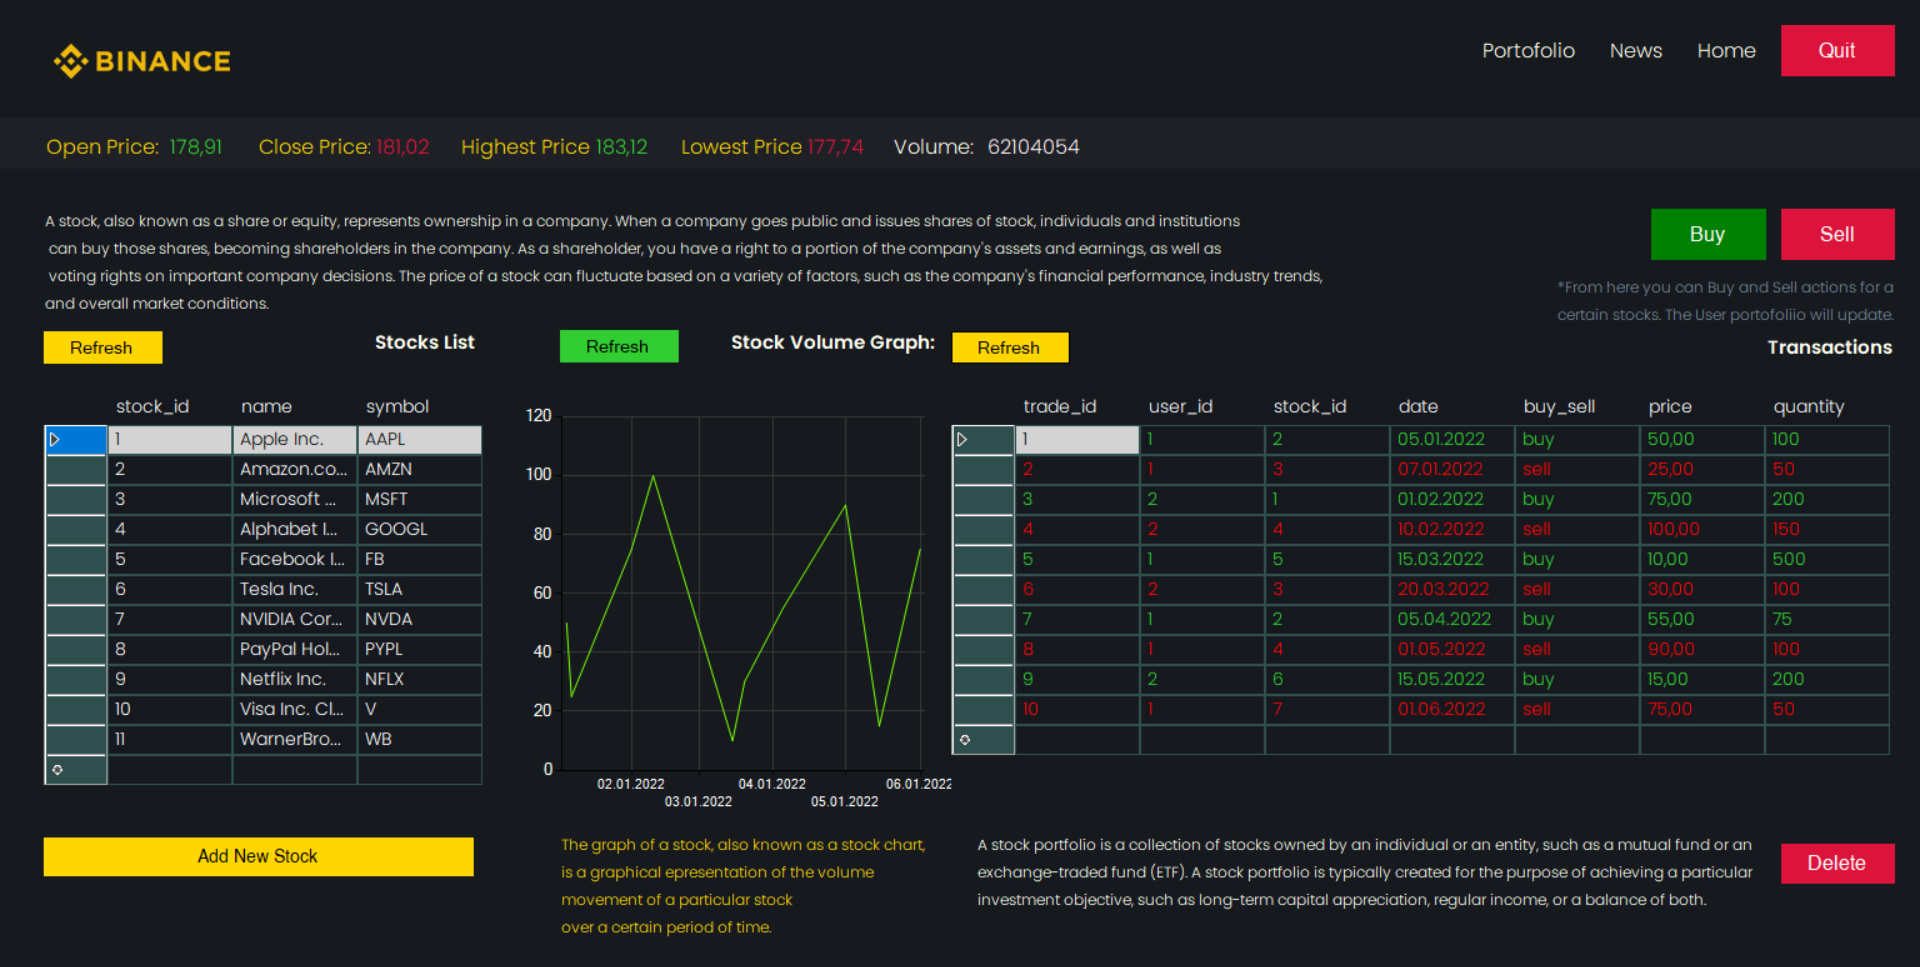 BINANCE
Portofolio News Home Quit
Open Price: 178,91 Close Price: 181,02 Highest Price 183,12 Lowest Price 177,74 Volume: 62104054
A stock, also known as a share or equity, represents ownership in a company. When a company goes public and issues shares of stock, individuals and institutions
can buy those shares, becoming shareholders in the company. As a shareholder, you have a right to a portion of the company's assets and earnings, as well as
voting rights on important company decisions. The price of a stock can fluctuate based on a variety of factors, such as the company's financial performance, industry trends,
and overall market conditions.
Buy Sell
*From here you can Buy and Sell actions for a
certain stocks. The User portofoliio will update.
Refresh Stocks List
stock_id name symbol
1 Apple Inc. AAPL
2 Amazon.co... AMZN
3 Microsoft ... MSFT
4 Alphabet I... GOOGL
5 Facebook I... FB
6 Tesla Inc. TSLA
7 NVIDIA Cor... NVDA
8 PayPal Hol... PYPL
9 Netflix Inc. NFLX
10 Visa Inc. Cl... V
11 WarnerBro... WB
Add New Stock
Refresh Stock Volume Graph:
120
100
80
60
40
20
0
02.01.2022 04.01.2022 06.01.2022
03.01.2022 05.01.2022
The graph of a stock, also known as a stock chart,
is a graphical epresentation of the volume
movement of a particular stock
over a certain period of time.
Refresh Transactions
trade_id user_id stock_id date buy_sell price quantity
1 1 2 05.01.2022 buy 50,00 100
2 1 3 07.01.2022 sell 25,00 50
3 2 1 01.02.2022 buy 75,00 200
4 2 4 10.02.2022 sell 100,00 150
5 1 5 15.03.2022 buy 10,00 500
6 2 3 20.03.2022 sell 30,00 100
7 1 2 05.04.2022 buy 55,00 75
8 1 4 01.05.2022 sell 90,00 100
9 2 6 15.05.2022 buy 15,00 200
10 1 7 01.06.2022 sell 75,00 50
A stock portfolio is a collection of stocks owned by an individual or an entity, such as a mutual fund or an
exchange-traded fund (ETF). A stock portfolio is typically created for the purpose of achieving a particular
investment objective, such as long-term capital appreciation, regular income, or a balance of both.
Delete